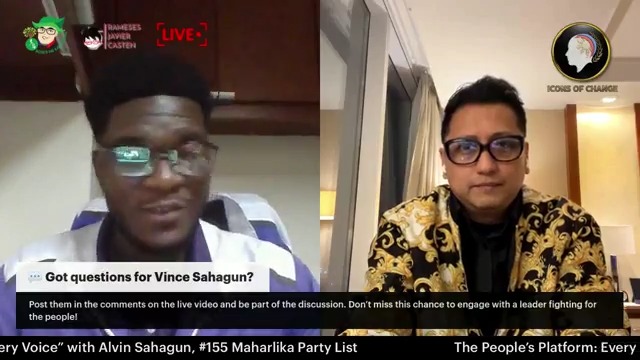 RAMESES
JAVIER
CASTEN
LIVE
ICONS OF CHANGE
Got questions for Vince Sahagun?
Post them in the comments on the live video and be part of the discussion. Don't miss this chance to engage with a leader fighting for
the people!
ery Voice” with Alvin Sahagun, #155 Maharlika Party List
The People's Platform: Every